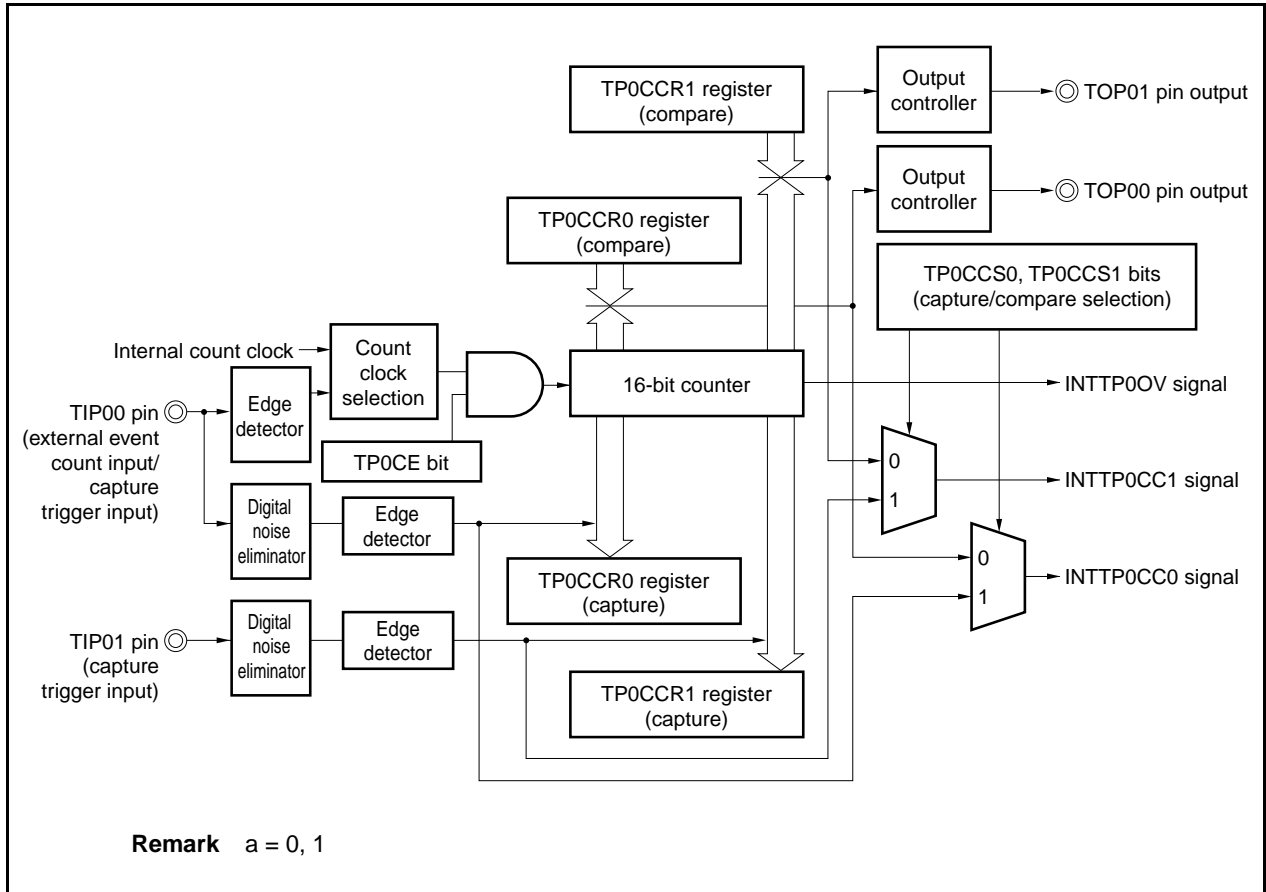 TP0CCR1 register
(compare)
Output
controller
TOP01 pin output
Output
controller
TOP00 pin output
TP0CCR0 register
(compare)
TP0CCS0, TP0CCS1 bits
(capture/compare selection)
Internal count clock
Count
clock
selection
16-bit counter
INTTP0OV signal
TIP00 pin
(external event
count input/
capture
trigger input)
Edge
detector
TP0CE bit
0
1
INTTP0CC1 signal
Digital
noise
eliminator
Edge
detector
TP0CCR0 register
(capture)
0
1
INTTP0CC0 signal
TIP01 pin
(capture
trigger input)
Digital
noise
eliminator
Edge
detector
TP0CCR1 register
(capture)
Remark a = 0, 1